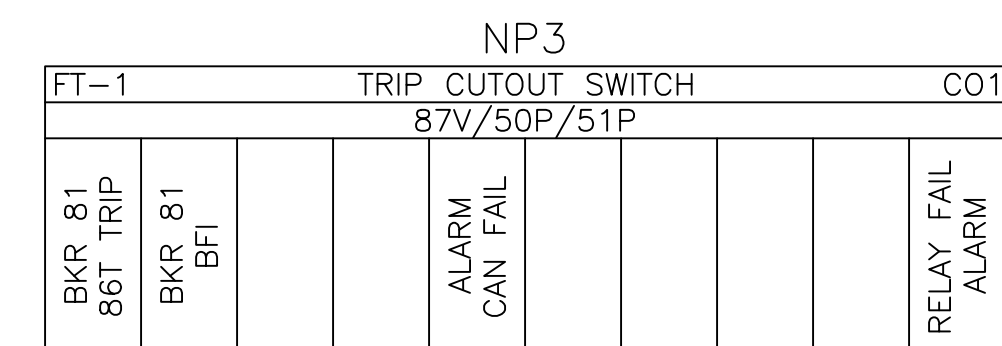 NP3
FT-1 TRIP CUTOUT SWITCH CO1
87V/50P/51P
BKR 81
86T TRIP
BKR 81
BFI
ALARM
CAN FAIL
RELAY FAIL
ALARM